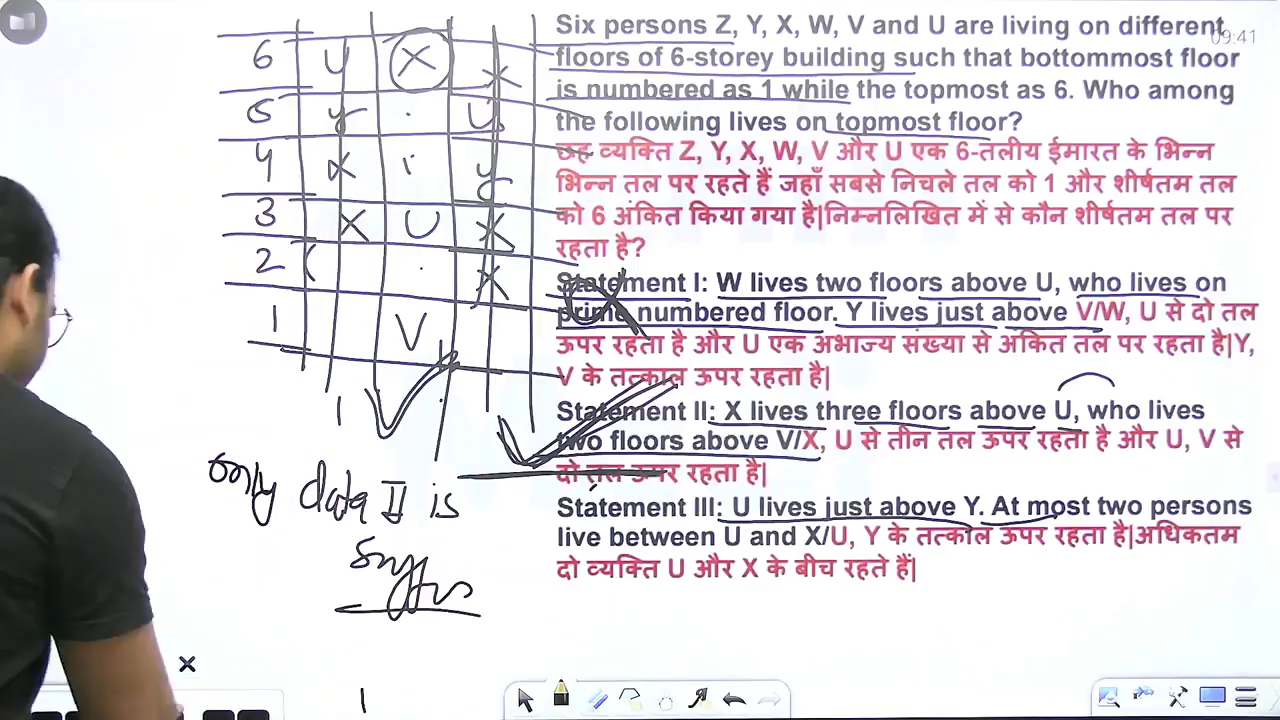 Six persons Z, Y, X, W, V and U are living on different
09:41
floors of 6-storey building such that bottommost floor
is numbered as 1 while the topmost as 6. Who among
the following lives on topmost floor?
छह व्यक्ति Z, Y, X, W, V और U एक 6-तलीय ईमारत के भिन्न
भिन्न तल पर रहते हैं जहाँ सबसे निचले तल को 1 और शीर्षतम तल
को 6 अंकित किया गया है|निम्नलिखित में से कौन शीर्षतम तल पर
रहता है?
Statement I: W lives two floors above U, who lives on
prime numbered floor. Y lives just above V/W, U से दो तल
ऊपर रहता है और U एक अभाज्य संख्या से अंकित तल पर रहता है|Y,
V के तत्काल ऊपर रहता है|
Statement II: X lives three floors above U, who lives
two floors above V/X, U से तीन तल ऊपर रहता है और U, V से
दो तल ऊपर रहता है|
Statement III: U lives just above Y. At most two persons
live between U and X/U, Y के तत्काल ऊपर रहता है|अधिकतम
दो व्यक्ति U और X के बीच रहते हैं|
6 y X X
5 y U
4 x y
3 X U X
2 X
1 V
only data II is